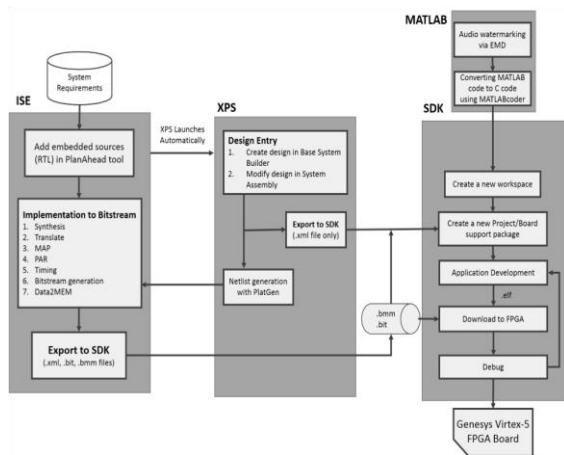 MATLAB
Audio watermarking
via EMD
Converting MATLAB
code to C code
using MATLABcoder
System
Requirements
ISE
Add embedded sources
(RTL) in PlanAhead tool
XPS Launches
Automatically
Implementation to Bitstream
1. Synthesis
2. Translate
3. MAP
4. PAR
5. Timing
6. Bitstream generation
7. Data2MEM
Export to SDK
(.xml, .bit, .bmm files)
XPS
Design Entry
1. Create design in Base System
Builder
2. Modify design in System
Assembly
Export to SDK
(.xml file only)
Netlist generation
with PlatGen
.bmm
.bit
SDK
Create a new workspace
Create a new Project/Board
support package
Application Development
.elf
Download to FPGA
Debug
Genesys Virtex-5
FPGA Board